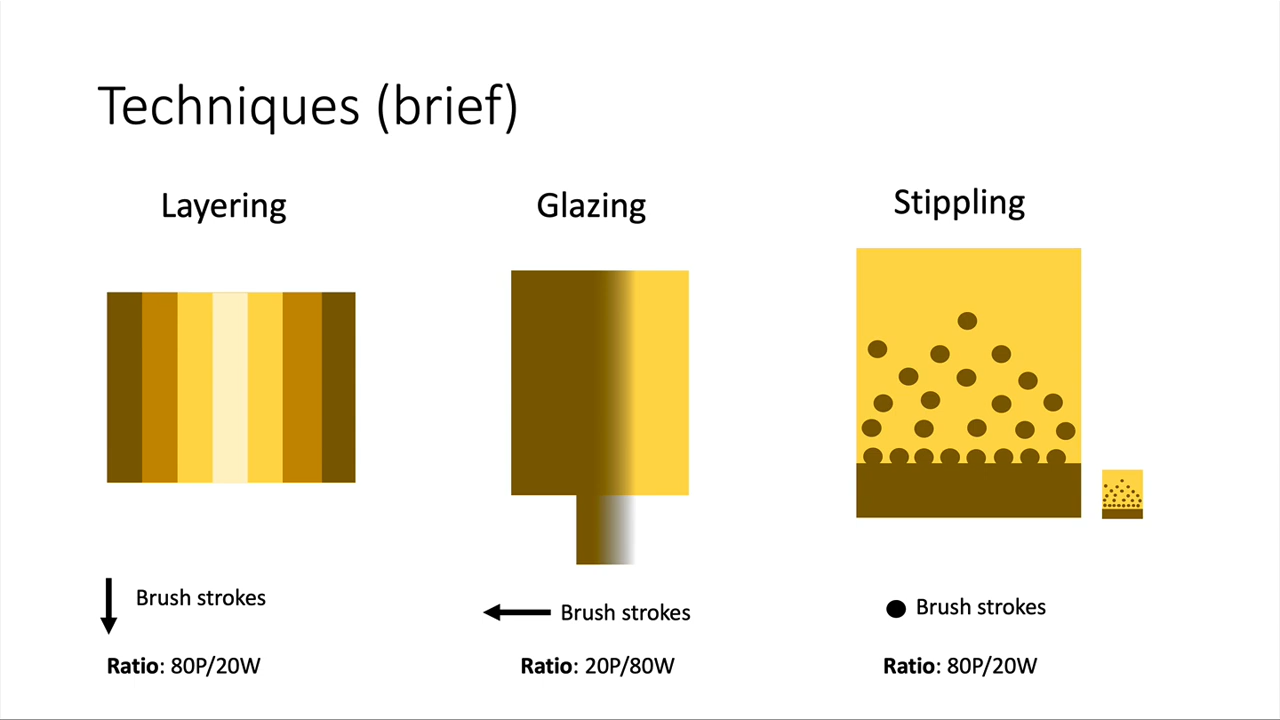 Techniques (brief)
Layering
Glazing
Stippling
Brush strokes
Brush strokes
Brush strokes
Ratio: 80P/20W
Ratio: 20P/80W
Ratio: 80P/20W